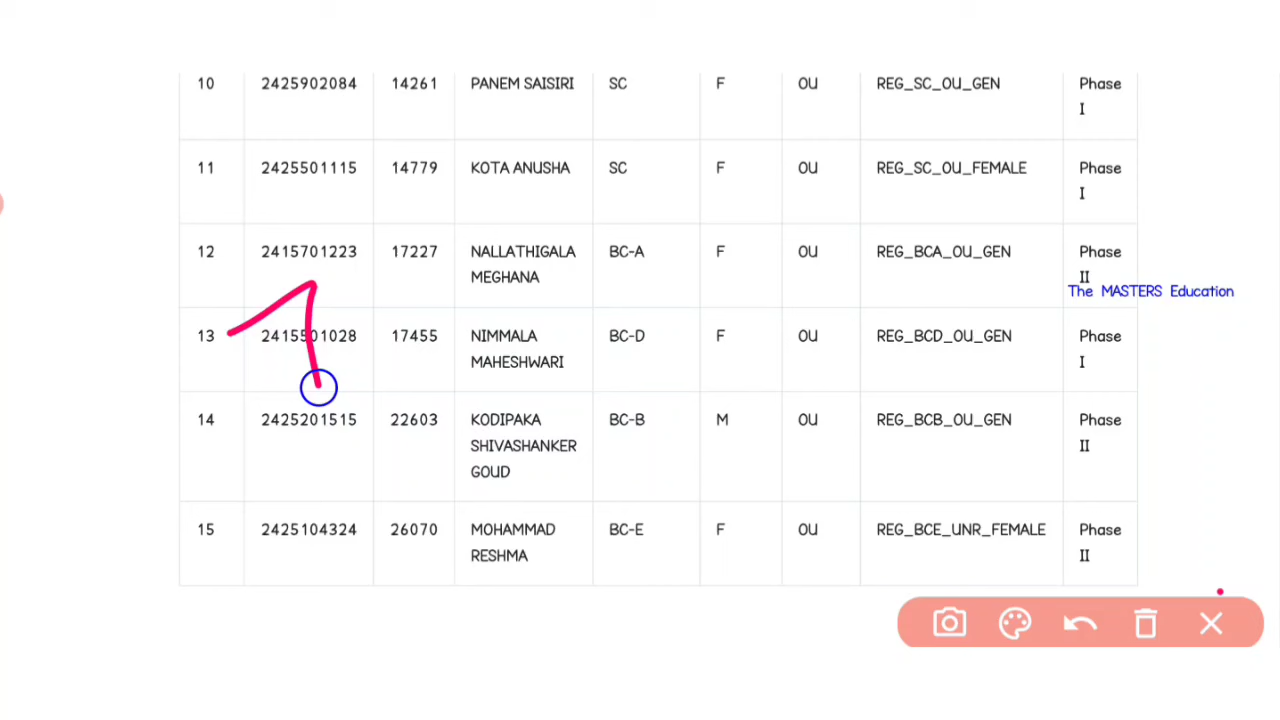 10 2425902084 14261 PANEM SAISIRI SC F OU REG_SC_OU_GEN Phase
I
11 2425501115 14779 KOTA ANUSHA SC F OU REG_SC_OU_FEMALE Phase
I
12 2415701223 17227 NALLATHIGALA BC-A F OU REG_BCA_OU_GEN Phase
MEGHANA II
The MASTERS Education
13 2415501028 17455 NIMMALA BC-D F OU REG_BCD_OU_GEN Phase
MAHESHWARI I
14 2425201515 22603 KODIPAKA BC-B M OU REG_BCB_OU_GEN Phase
SHIVASHANKER II
GOUD
15 2425104324 26070 MOHAMMAD BC-E F OU REG_BCE_UNR_FEMALE Phase
RESHMA II